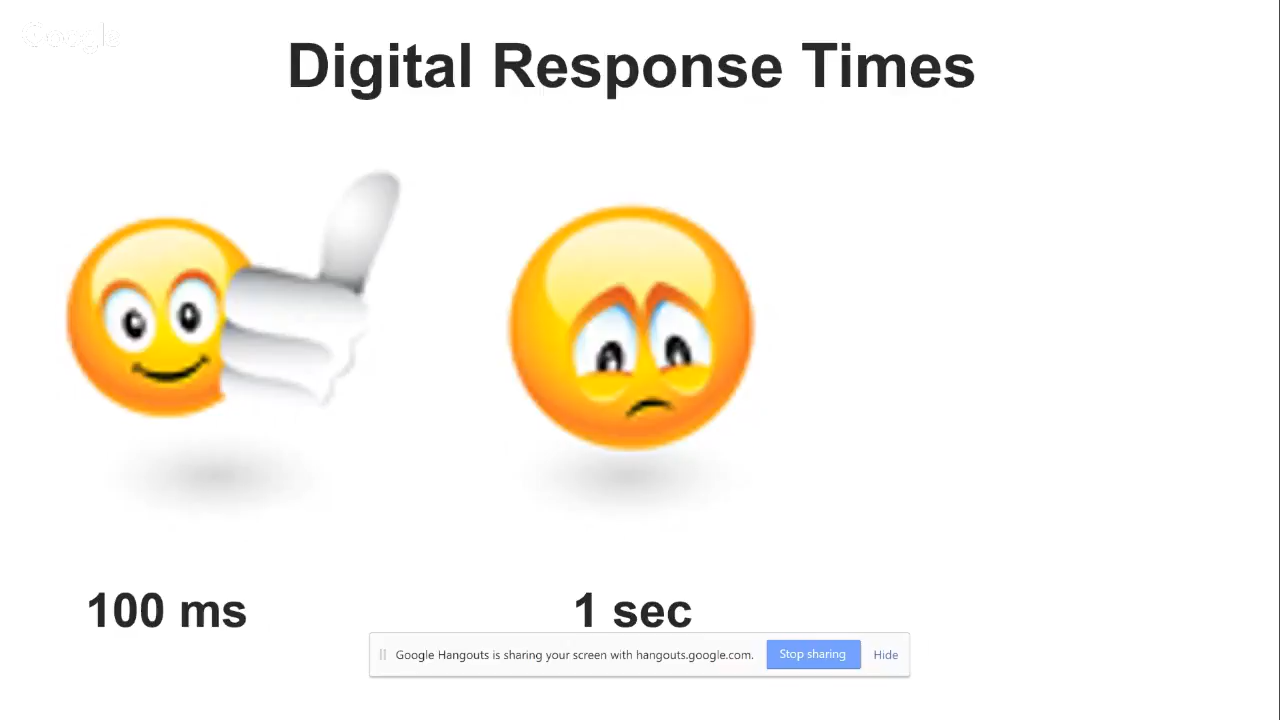 Google
Digital Response Times
100 ms
1 sec
Google Hangouts is sharing your screen with hangouts.google.com.
Stop sharing
Hide